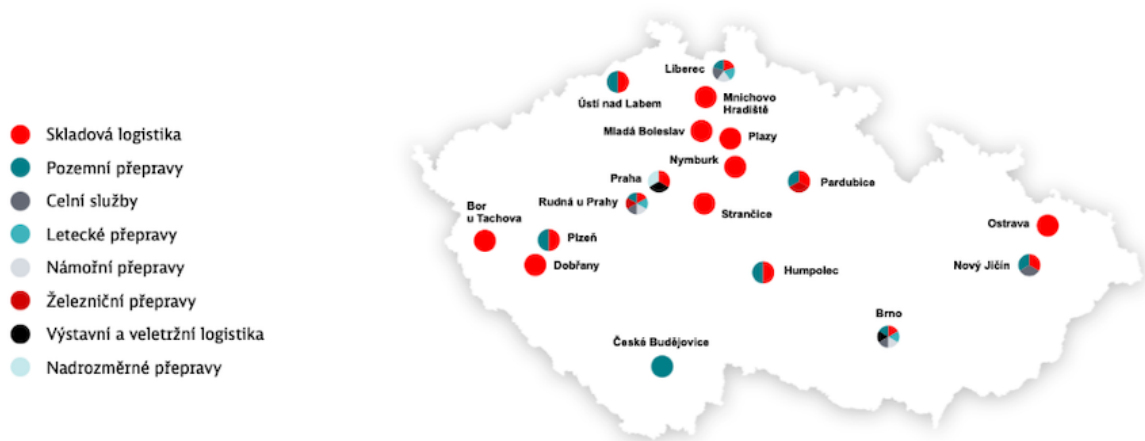 Skladová logistika
Pozemní přepravy
Celní služby
Letecké přepravy
Námořní přepravy
Železniční přepravy
Výstavní a veletržní logistika
Nadrozměrné přepravy
Liberec
Ústí nad Labem
Mnichovo
Hradiště
Mladá Boleslav
Plazy
Nymburk
Praha
Pardubice
Rudná u Prahy
Strančice
Bor
u Tachova
Ostrava
Plzeň
Dobřany
Humpolec
Nový Jičín
Brno
České Budějovice